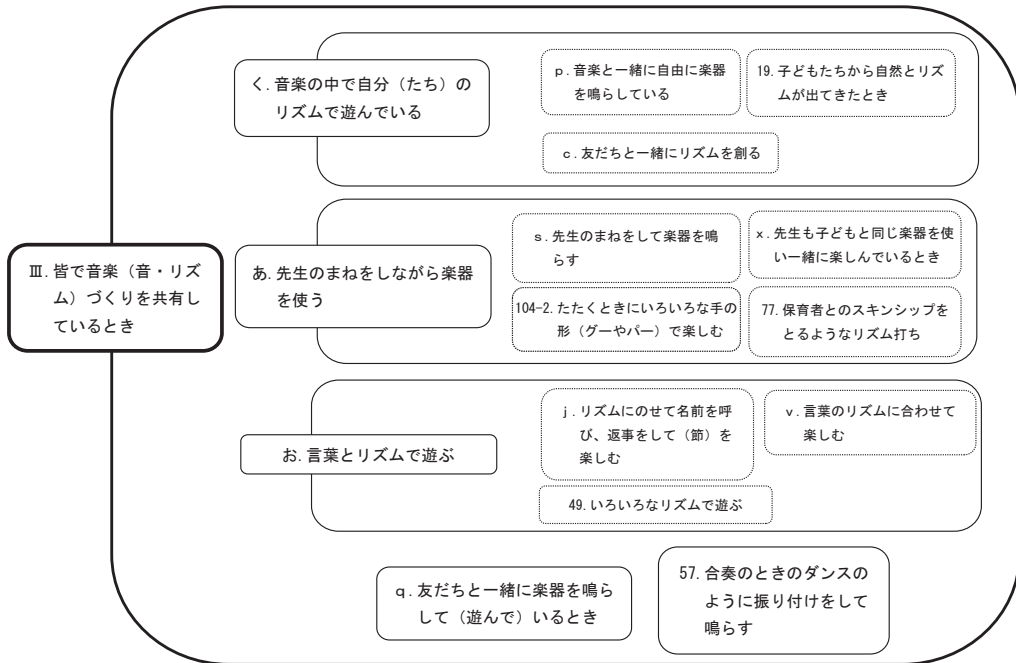 Ⅲ. 皆で音楽（音・リズ
ム）づくりを共有し
ているとき
く. 音楽の中で自分（たち）の
リズムで遊んでいる
ｐ. 音楽と一緒に自由に楽器
を鳴らしている
19. 子どもたちから自然とリズ
ムが出てきたとき
ｃ. 友だちと一緒にリズムを創る
あ. 先生のまねをしながら楽器
を使う
ｓ. 先生のまねをして楽器を鳴
らす
ｘ. 先生も子どもと同じ楽器を使
い一緒に楽しんでいるとき
104-2. たたくときにいろいろな手の
形（グーやパー）で楽しむ
77. 保育者とのスキンシップを
とるようなリズム打ち
お. 言葉とリズムで遊ぶ
ｊ. リズムにのせて名前を呼
び、返事をして（節）を
楽しむ
ｖ. 言葉のリズムに合わせて
楽しむ
49. いろいろなリズムで遊ぶ
ｑ. 友だちと一緒に楽器を鳴ら
して（遊んで）いるとき
57. 合奏のときのダンスの
ように振り付けをして
鳴らす